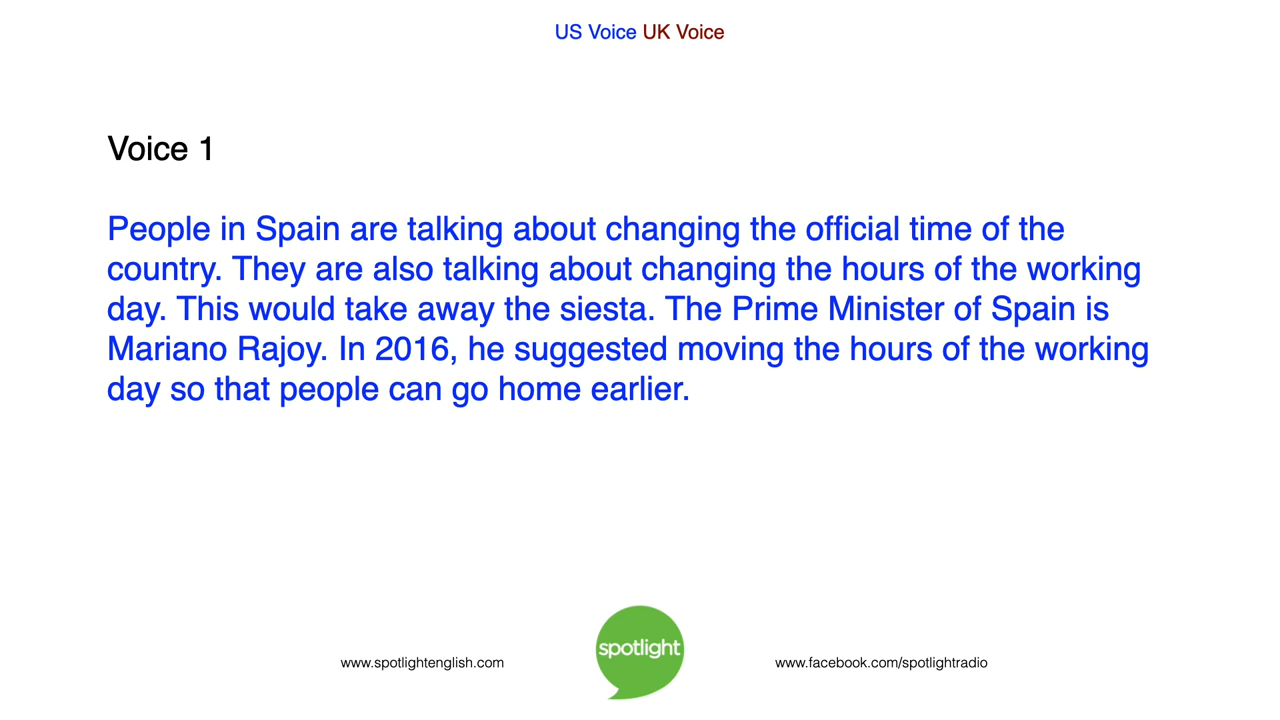 US Voice UK Voice
Voice 1
People in Spain are talking about changing the official time of the
country. They are also talking about changing the hours of the working
day. This would take away the siesta. The Prime Minister of Spain is
Mariano Rajoy. In 2016, he suggested moving the hours of the working
day so that people can go home earlier.
www.spotlightenglish.com
spotlight
www.facebook.com/spotlightradio